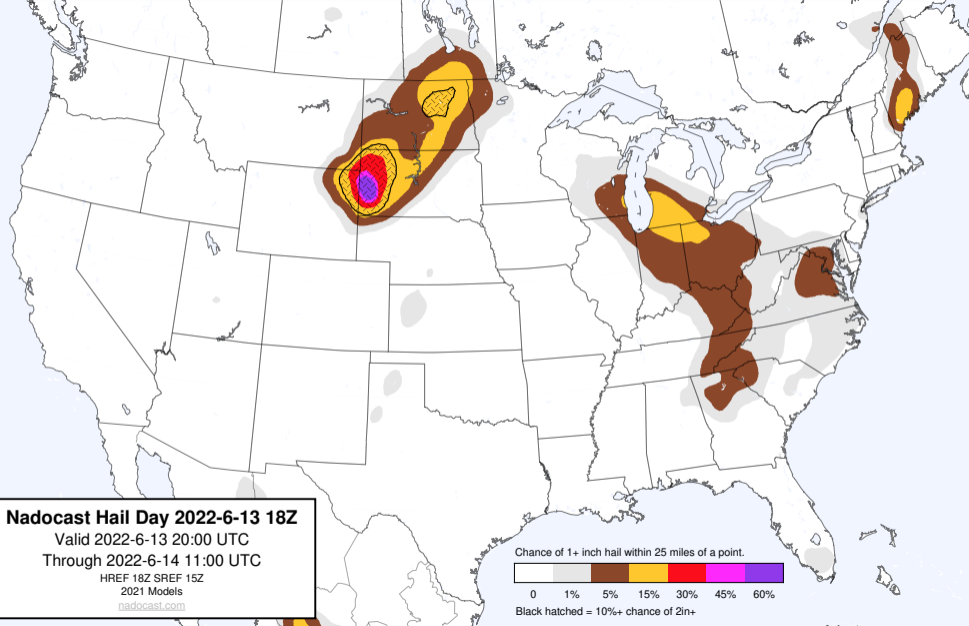 Nadocast Hail Day 2022-6-13 18Z
Valid 2022-6-13 20:00 UTC
Through 2022-6-14 11:00 UTC
HREF 18Z SREF 15Z
2021 Models
nadocast.com
Chance of 1+ inch hail within 25 miles of a point.
0 1% 5% 15% 30% 45% 60%
Black hatched = 10%+ chance of 2in+